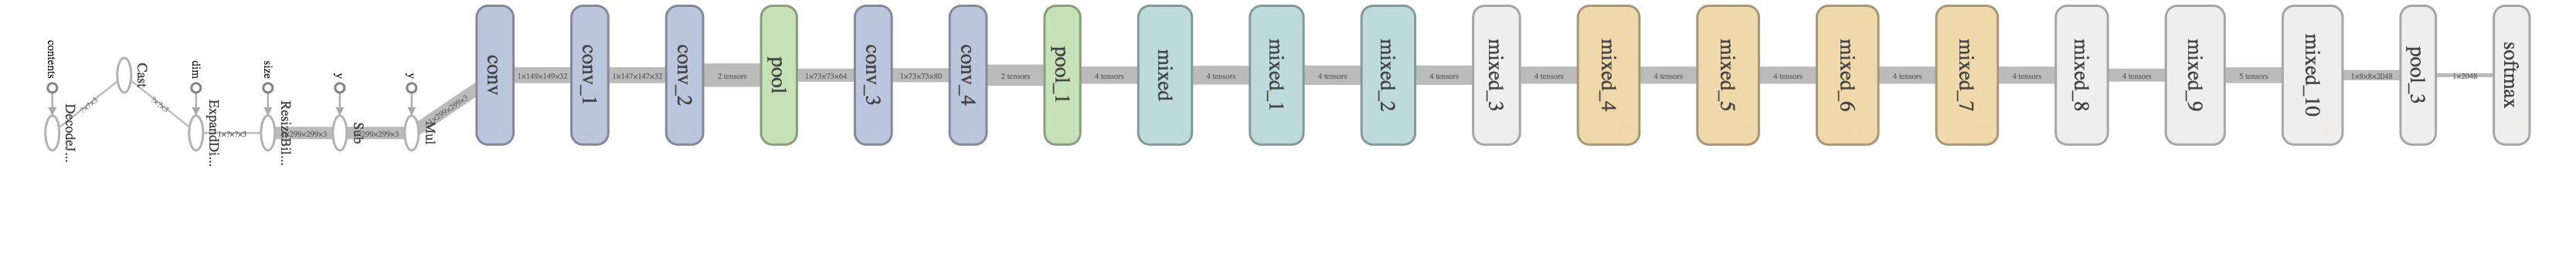 contents
DecodeJ...
?×?×3
Cast
?×?×3
dim
ExpandDi...
1×?×?×3
size
ResizeBil...
1×299×299×3
y
Sub
1×299×299×3
y
Mul
1×299×299×3
conv
1×149×149×32
conv_1
1×147×147×32
conv_2
2 tensors
pool
1×73×73×64
conv_3
1×73×73×80
conv_4
2 tensors
pool_1
4 tensors
mixed
4 tensors
mixed_1
4 tensors
mixed_2
4 tensors
mixed_3
4 tensors
mixed_4
4 tensors
mixed_5
4 tensors
mixed_6
4 tensors
mixed_7
4 tensors
mixed_8
4 tensors
mixed_9
5 tensors
mixed_10
1×8×8×2048
pool_3
1×2048
softmax